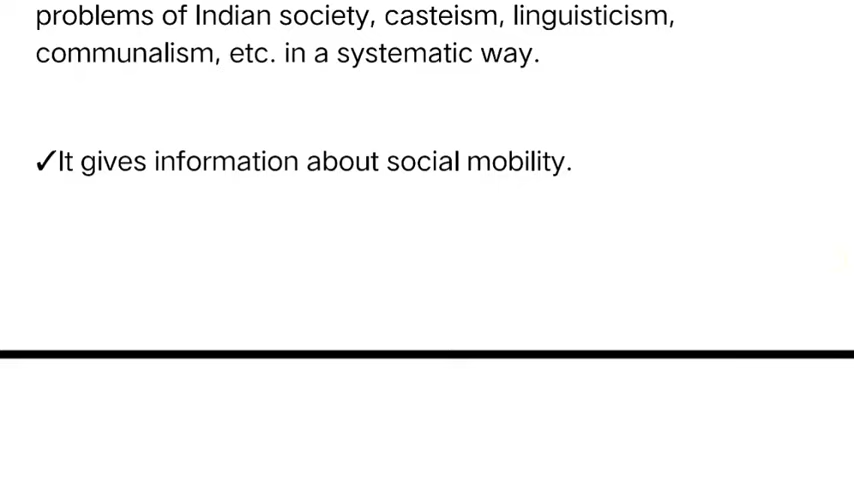 problems of Indian society, casteism, linguisticism,
communalism, etc. in a systematic way.
✓It gives information about social mobility.